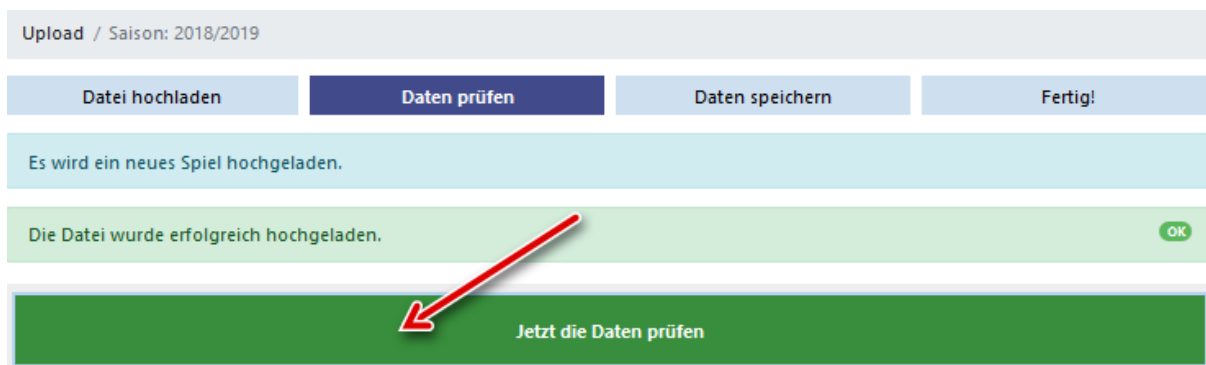 Upload / Saison: 2018/2019
Datei hochladen Daten prüfen Daten speichern Fertig!
Es wird ein neues Spiel hochgeladen.
Die Datei wurde erfolgreich hochgeladen. OK
Jetzt die Daten prüfen